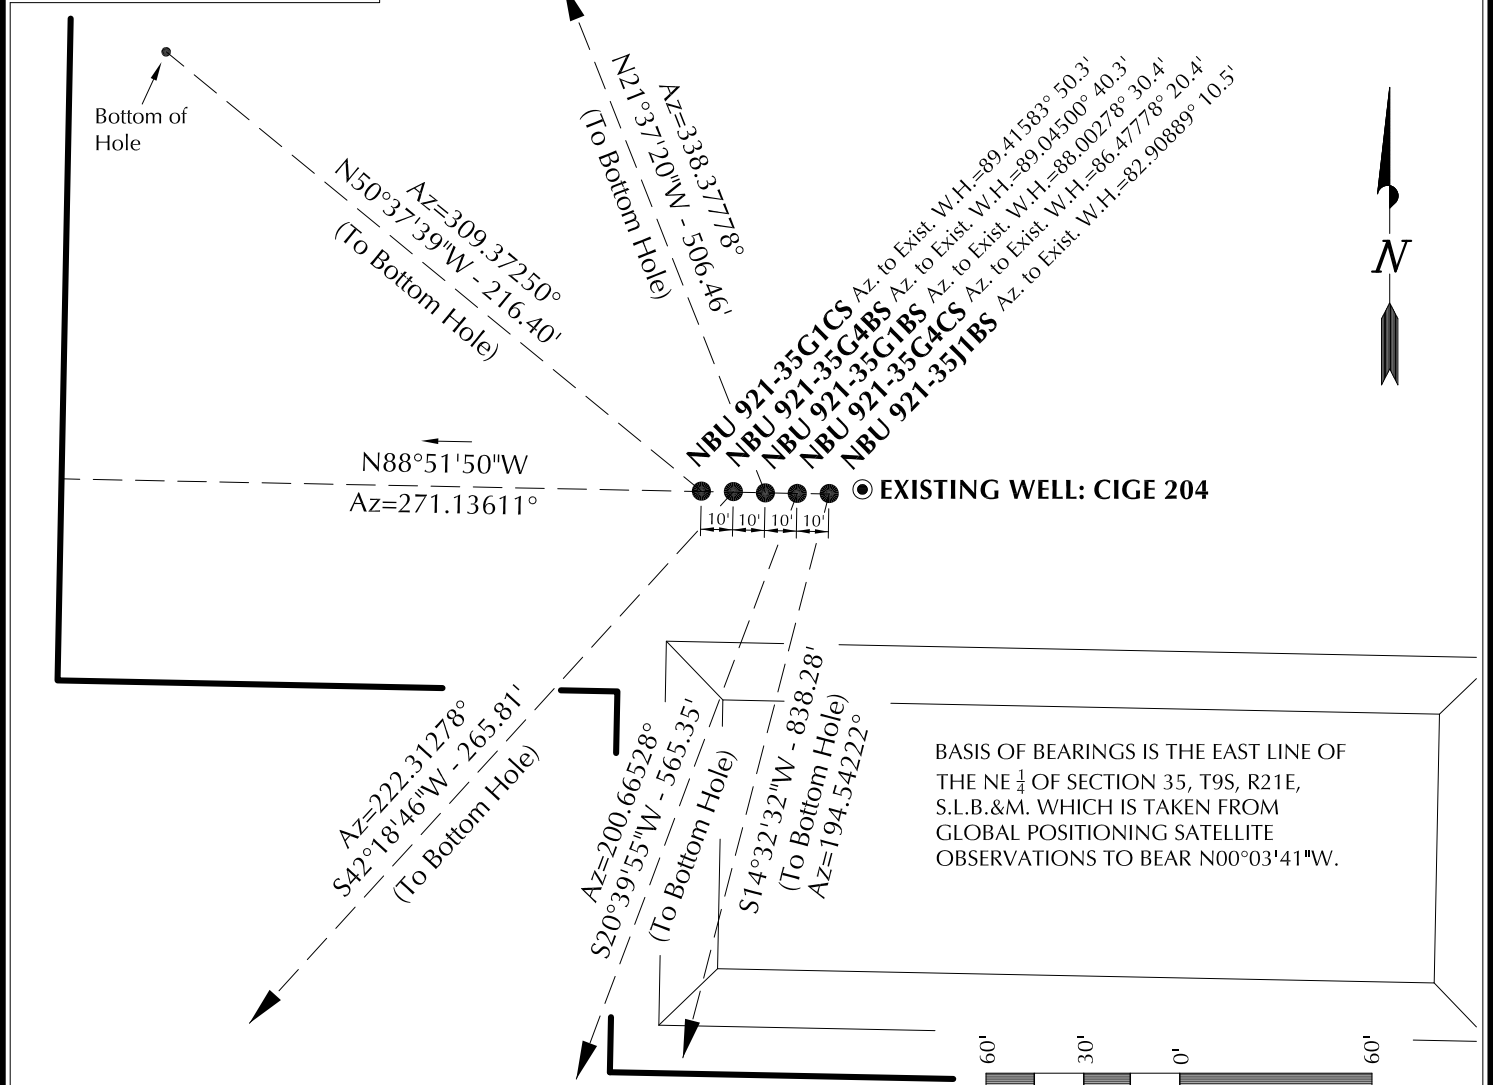 Bottom of
Hole
Az=309.37250°
N50°37'39"W - 216.40'
(To Bottom Hole)
Az=338.37778°
N21°37'20"W - 506.46'
(To Bottom Hole)
NBU 921-35G1CS Az. to Exist. W.H.=89.41583° 50.3'
NBU 921-35G4BS Az. to Exist. W.H.=89.04500° 40.3'
NBU 921-35G1BS Az. to Exist. W.H.=88.00278° 30.4'
NBU 921-35G4CS Az. to Exist. W.H.=86.47778° 20.4'
NBU 921-35J1BS Az. to Exist. W.H.=82.90889° 10.5'
N
N88°51'50"W
Az=271.13611°
EXISTING WELL: CIGE 204
10' 10' 10' 10'
Az=222.31278°
S42°18'46"W - 265.81'
(To Bottom Hole)
Az=200.66528°
S20°39'55"W - 565.35'
(To Bottom Hole)
S14°32'32"W - 838.28'
(To Bottom Hole)
Az=194.54222°
BASIS OF BEARINGS IS THE EAST LINE OF
THE NE 1/4 OF SECTION 35, T9S, R21E,
S.L.B.&M. WHICH IS TAKEN FROM
GLOBAL POSITIONING SATELLITE
OBSERVATIONS TO BEAR N00°03'41"W.
60' 30' 0' 60'